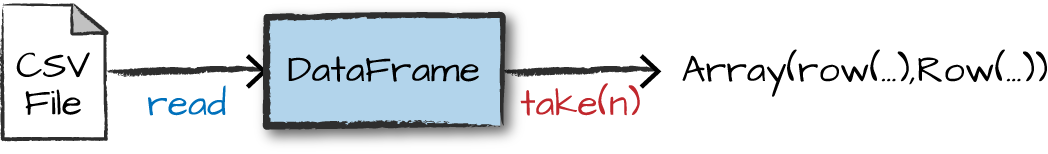 CSV
File
read
DataFrame
take(n)
Array(row(...),Row(...))